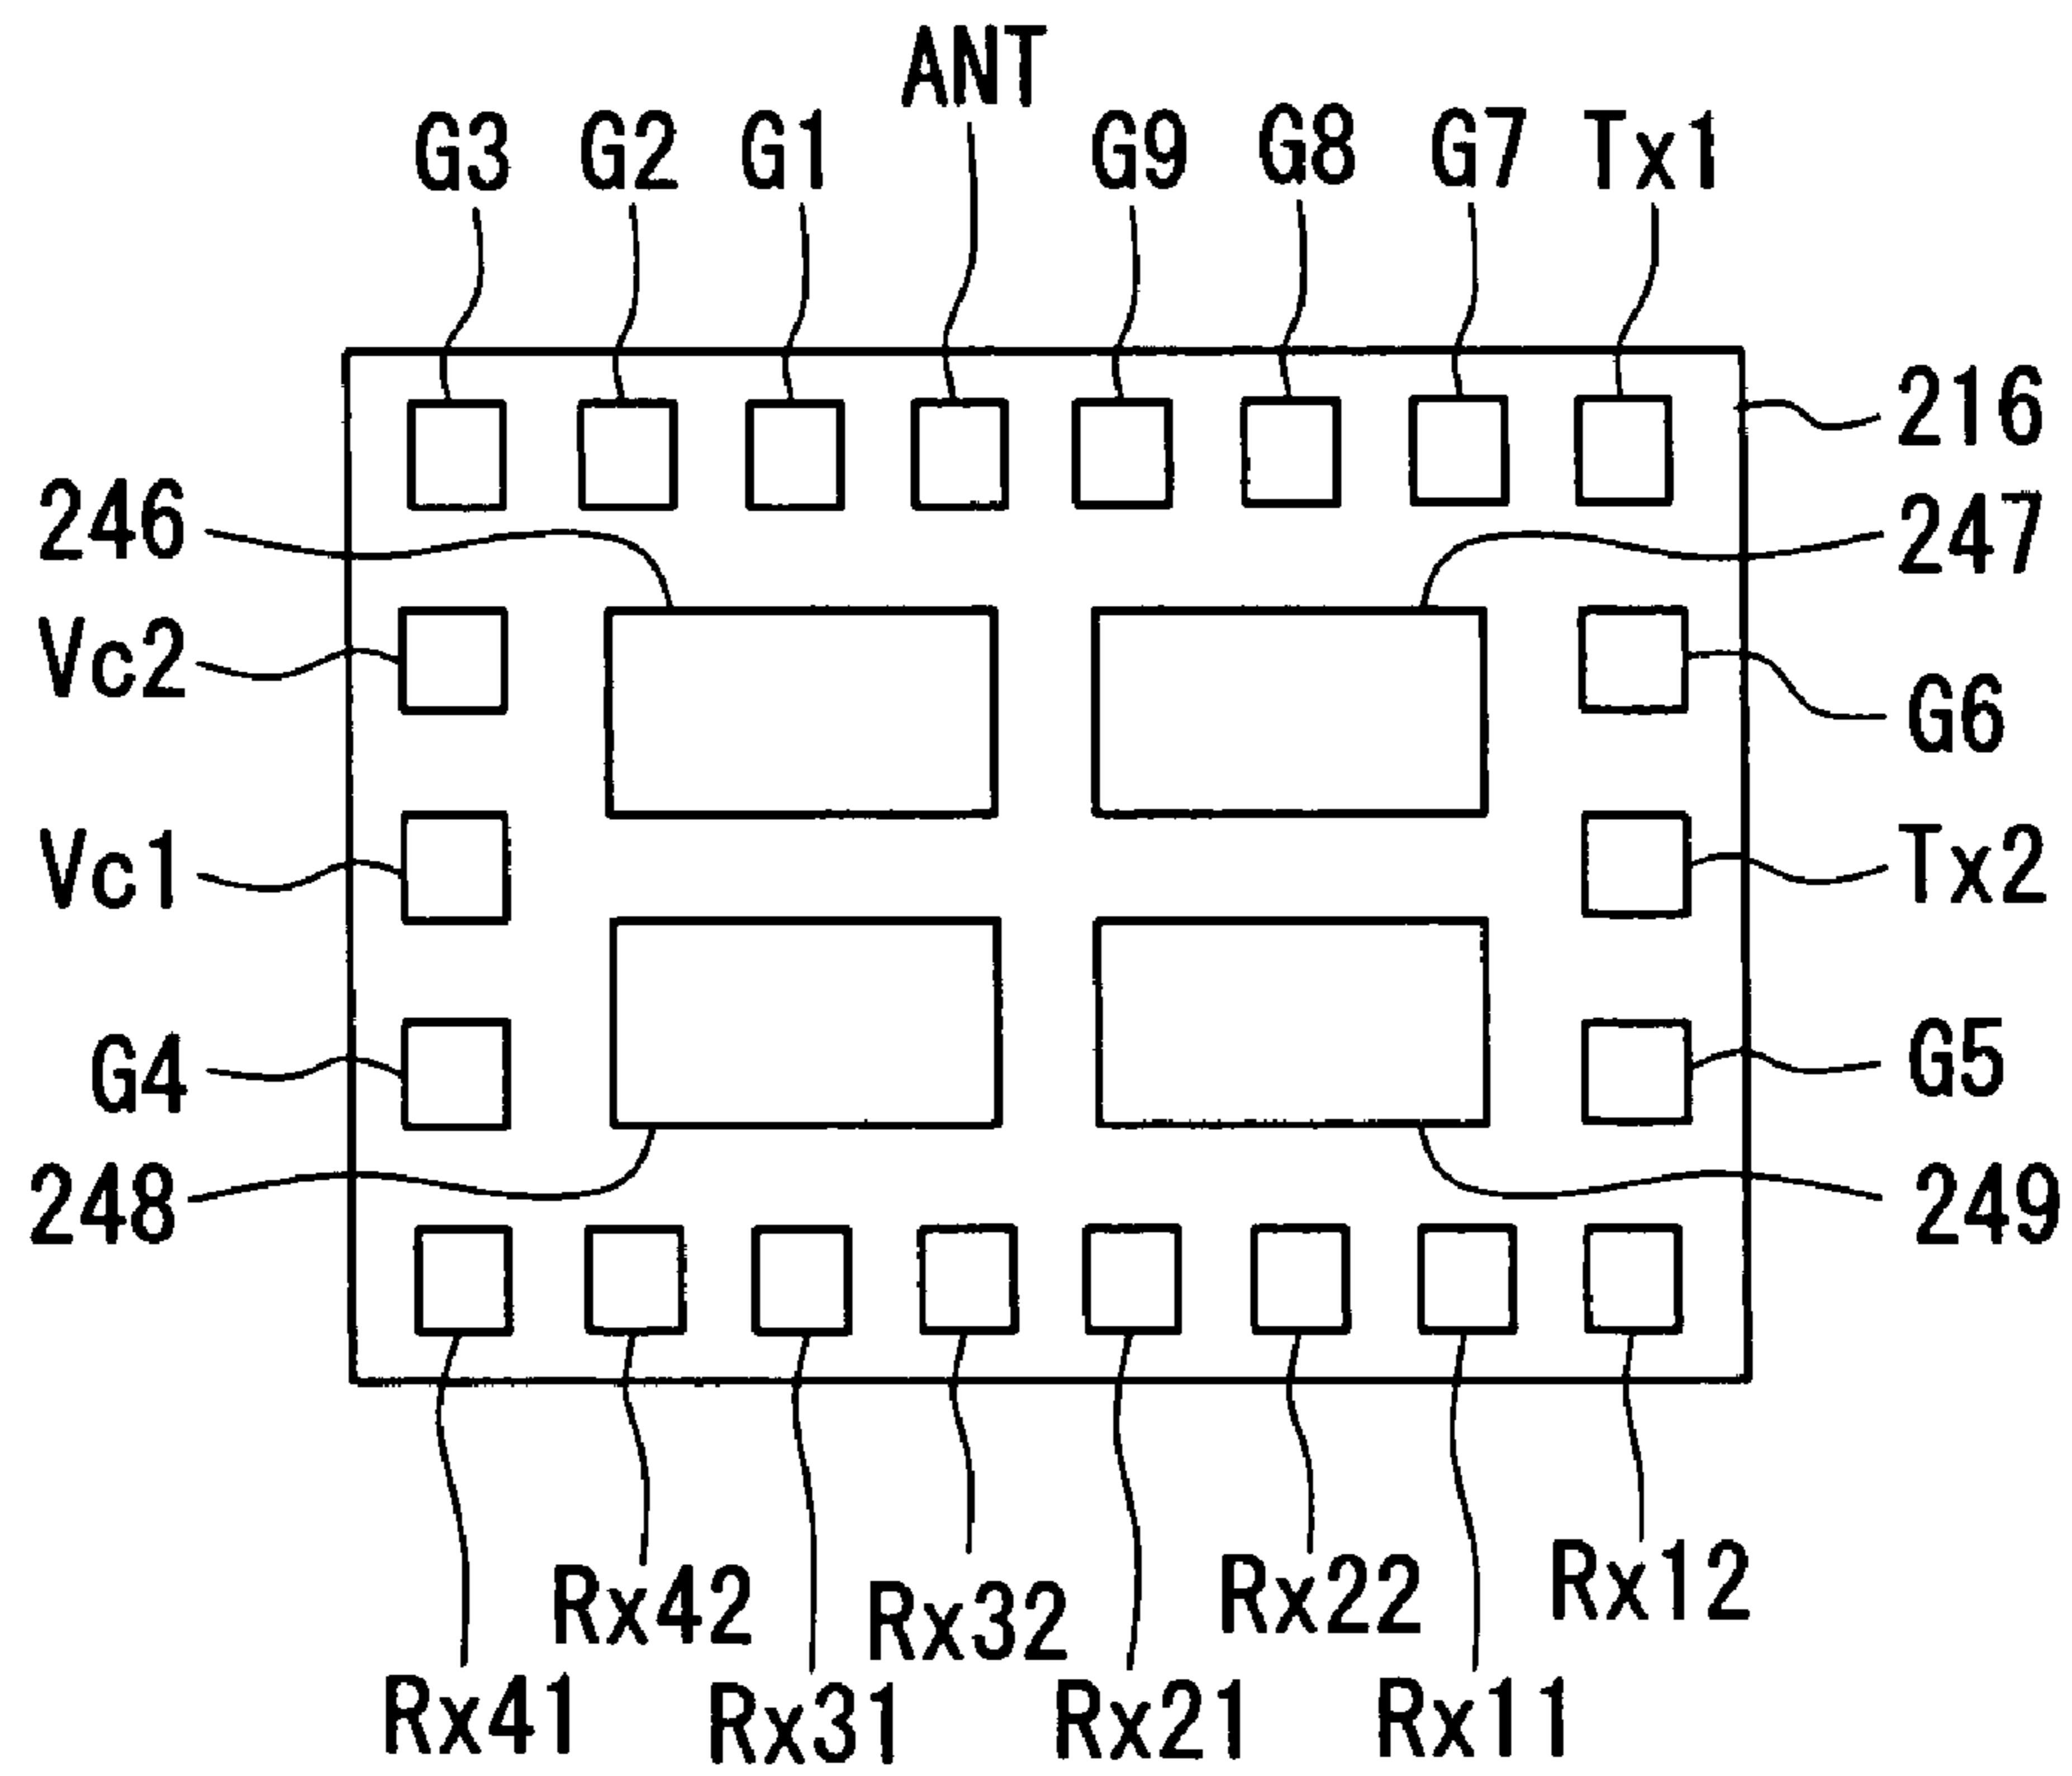 ANT
G3 G2 G1 G9 G8 G7 Tx1
216
246 247
Vc2 G6
Vc1 Tx2
G4 G5
248 249
Rx42 Rx32 Rx22 Rx12
Rx41 Rx31 Rx21 Rx11